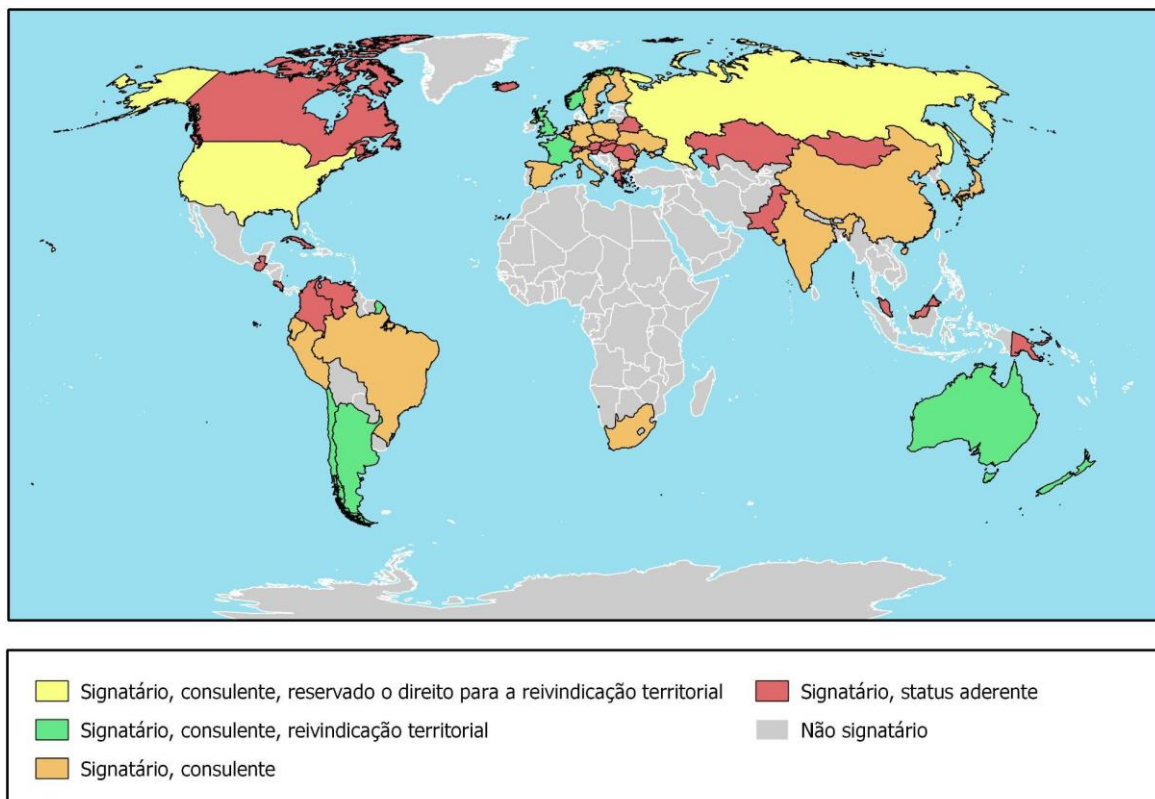 Signatário, consulente, reservado o direito para a reivindicação territorial
Signatário, consulente, reivindicação territorial
Signatário, consulente
Signatário, status aderente
Não signatário